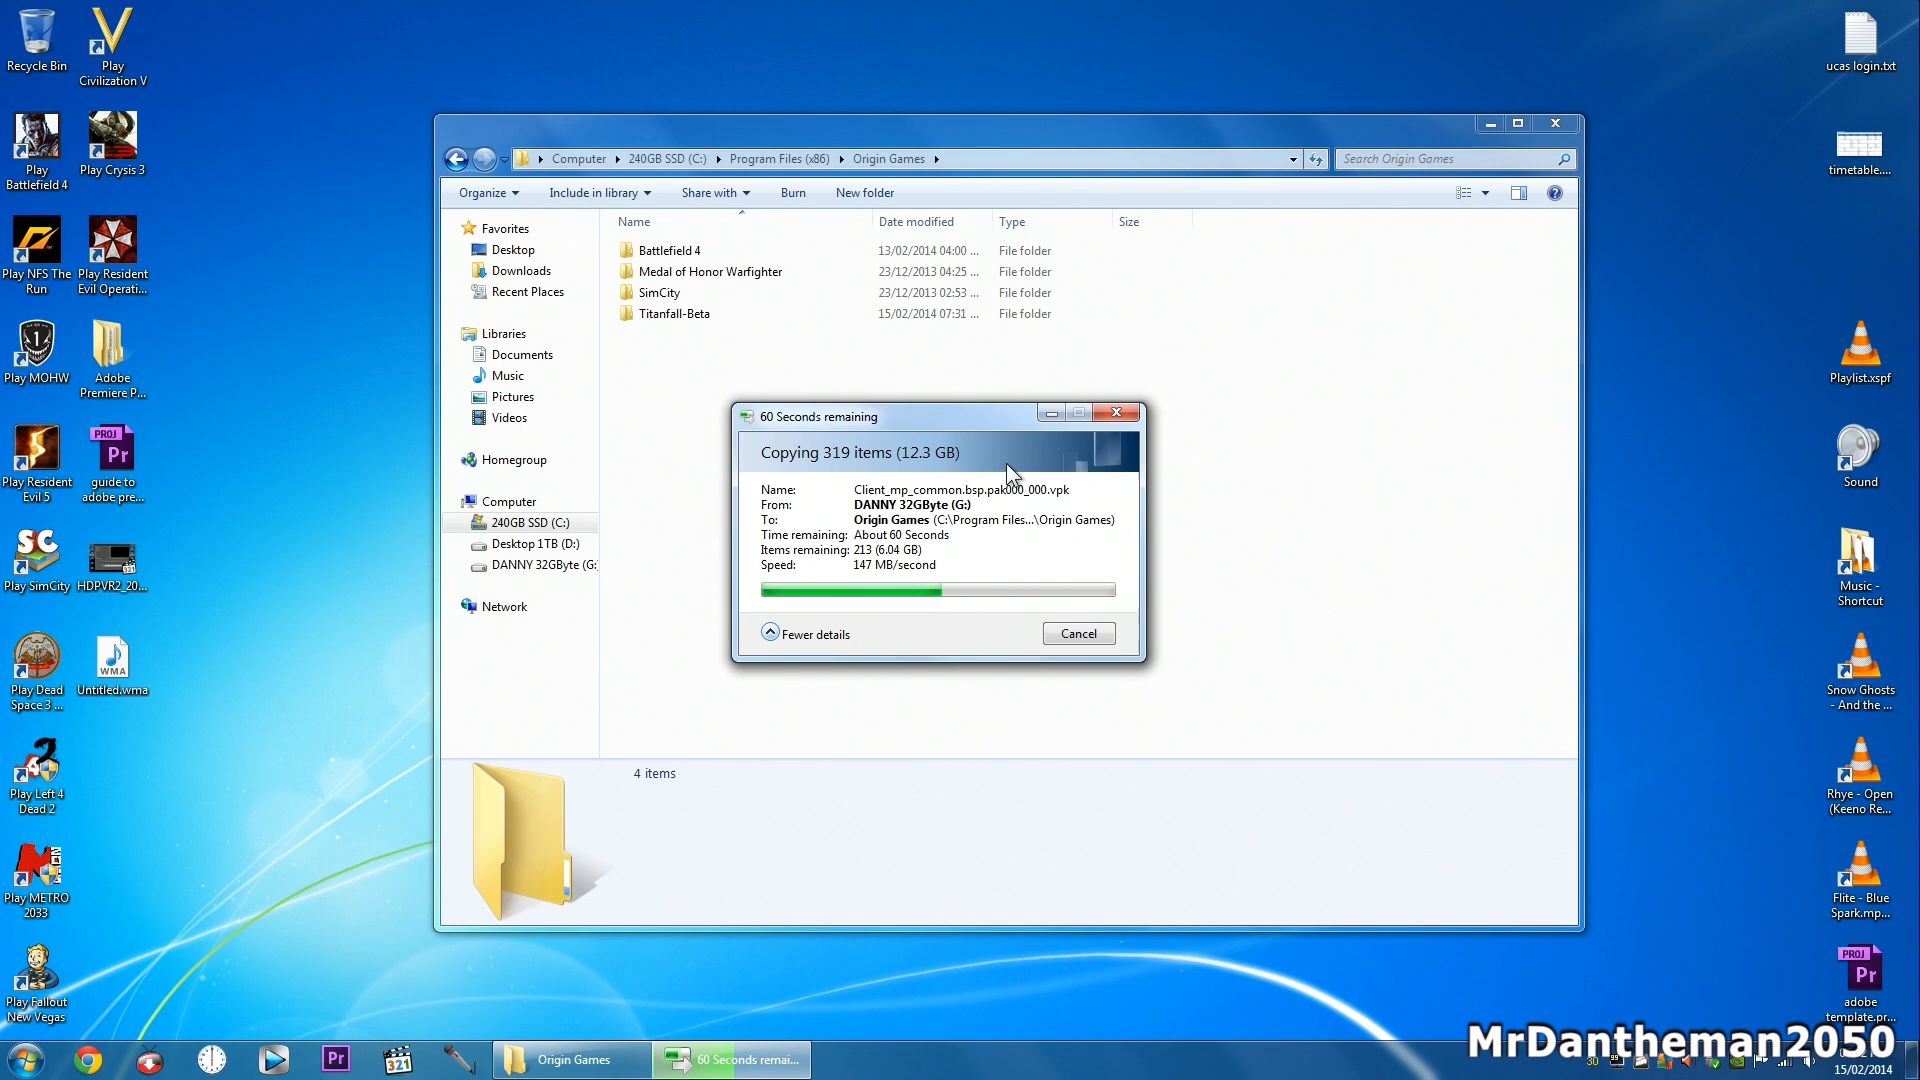 Recycle Bin
Play
Civilization V
Play
Battlefield 4
Play Crysis 3
Play NFS The
Run
Play Resident
Evil Operati...
Play MOHW
Adobe
Premiere P...
Play Resident
Evil 5
PROJ
Pr
guide to
adobe pre...
Play SimCity
HDPVR2_20...
Play Dead
Space 3 ...
WMA
Untitled.wma
Play Left 4
Dead 2
Play METRO
2033
Play Fallout
New Vegas
Computer
240GB SSD (C:)
Program Files (x86)
Origin Games
Search Origin Games
Organize
Include in library
Share with
Burn
New folder
Name
Date modified
Type
Size
Favorites
Desktop
Downloads
Recent Places
Libraries
Documents
Music
Pictures
Videos
Homegroup
Computer
240GB SSD (C:)
Desktop 1TB (D:)
DANNY 32GByte (G:
Network
Battlefield 4 13/02/2014 04:00 ... File folder
Medal of Honor Warfighter 23/12/2013 04:25 ... File folder
SimCity 23/12/2013 02:53 ... File folder
Titanfall-Beta 15/02/2014 07:31 ... File folder
60 Seconds remaining
Copying 319 items (12.3 GB)
Name: Client_mp_common.bsp.pak000_000.vpk
From: DANNY 32GByte (G:)
To: Origin Games (C:\Program Files...\Origin Games)
Time remaining: About 60 Seconds
Items remaining: 213 (6.04 GB)
Speed: 147 MB/second
Fewer details
Cancel
4 items
ucas login.txt
timetable....
Playlist.xspf
Sound
Music -
Shortcut
Snow Ghosts
- And the ...
Rhye - Open
(Keeno Re...
Flite - Blue
Spark.mp...
PROJ
Pr
adobe
template.pr...
MrDantheman2050
Pr
321
Origin Games
60 Seconds remai...
30
15/02/2014